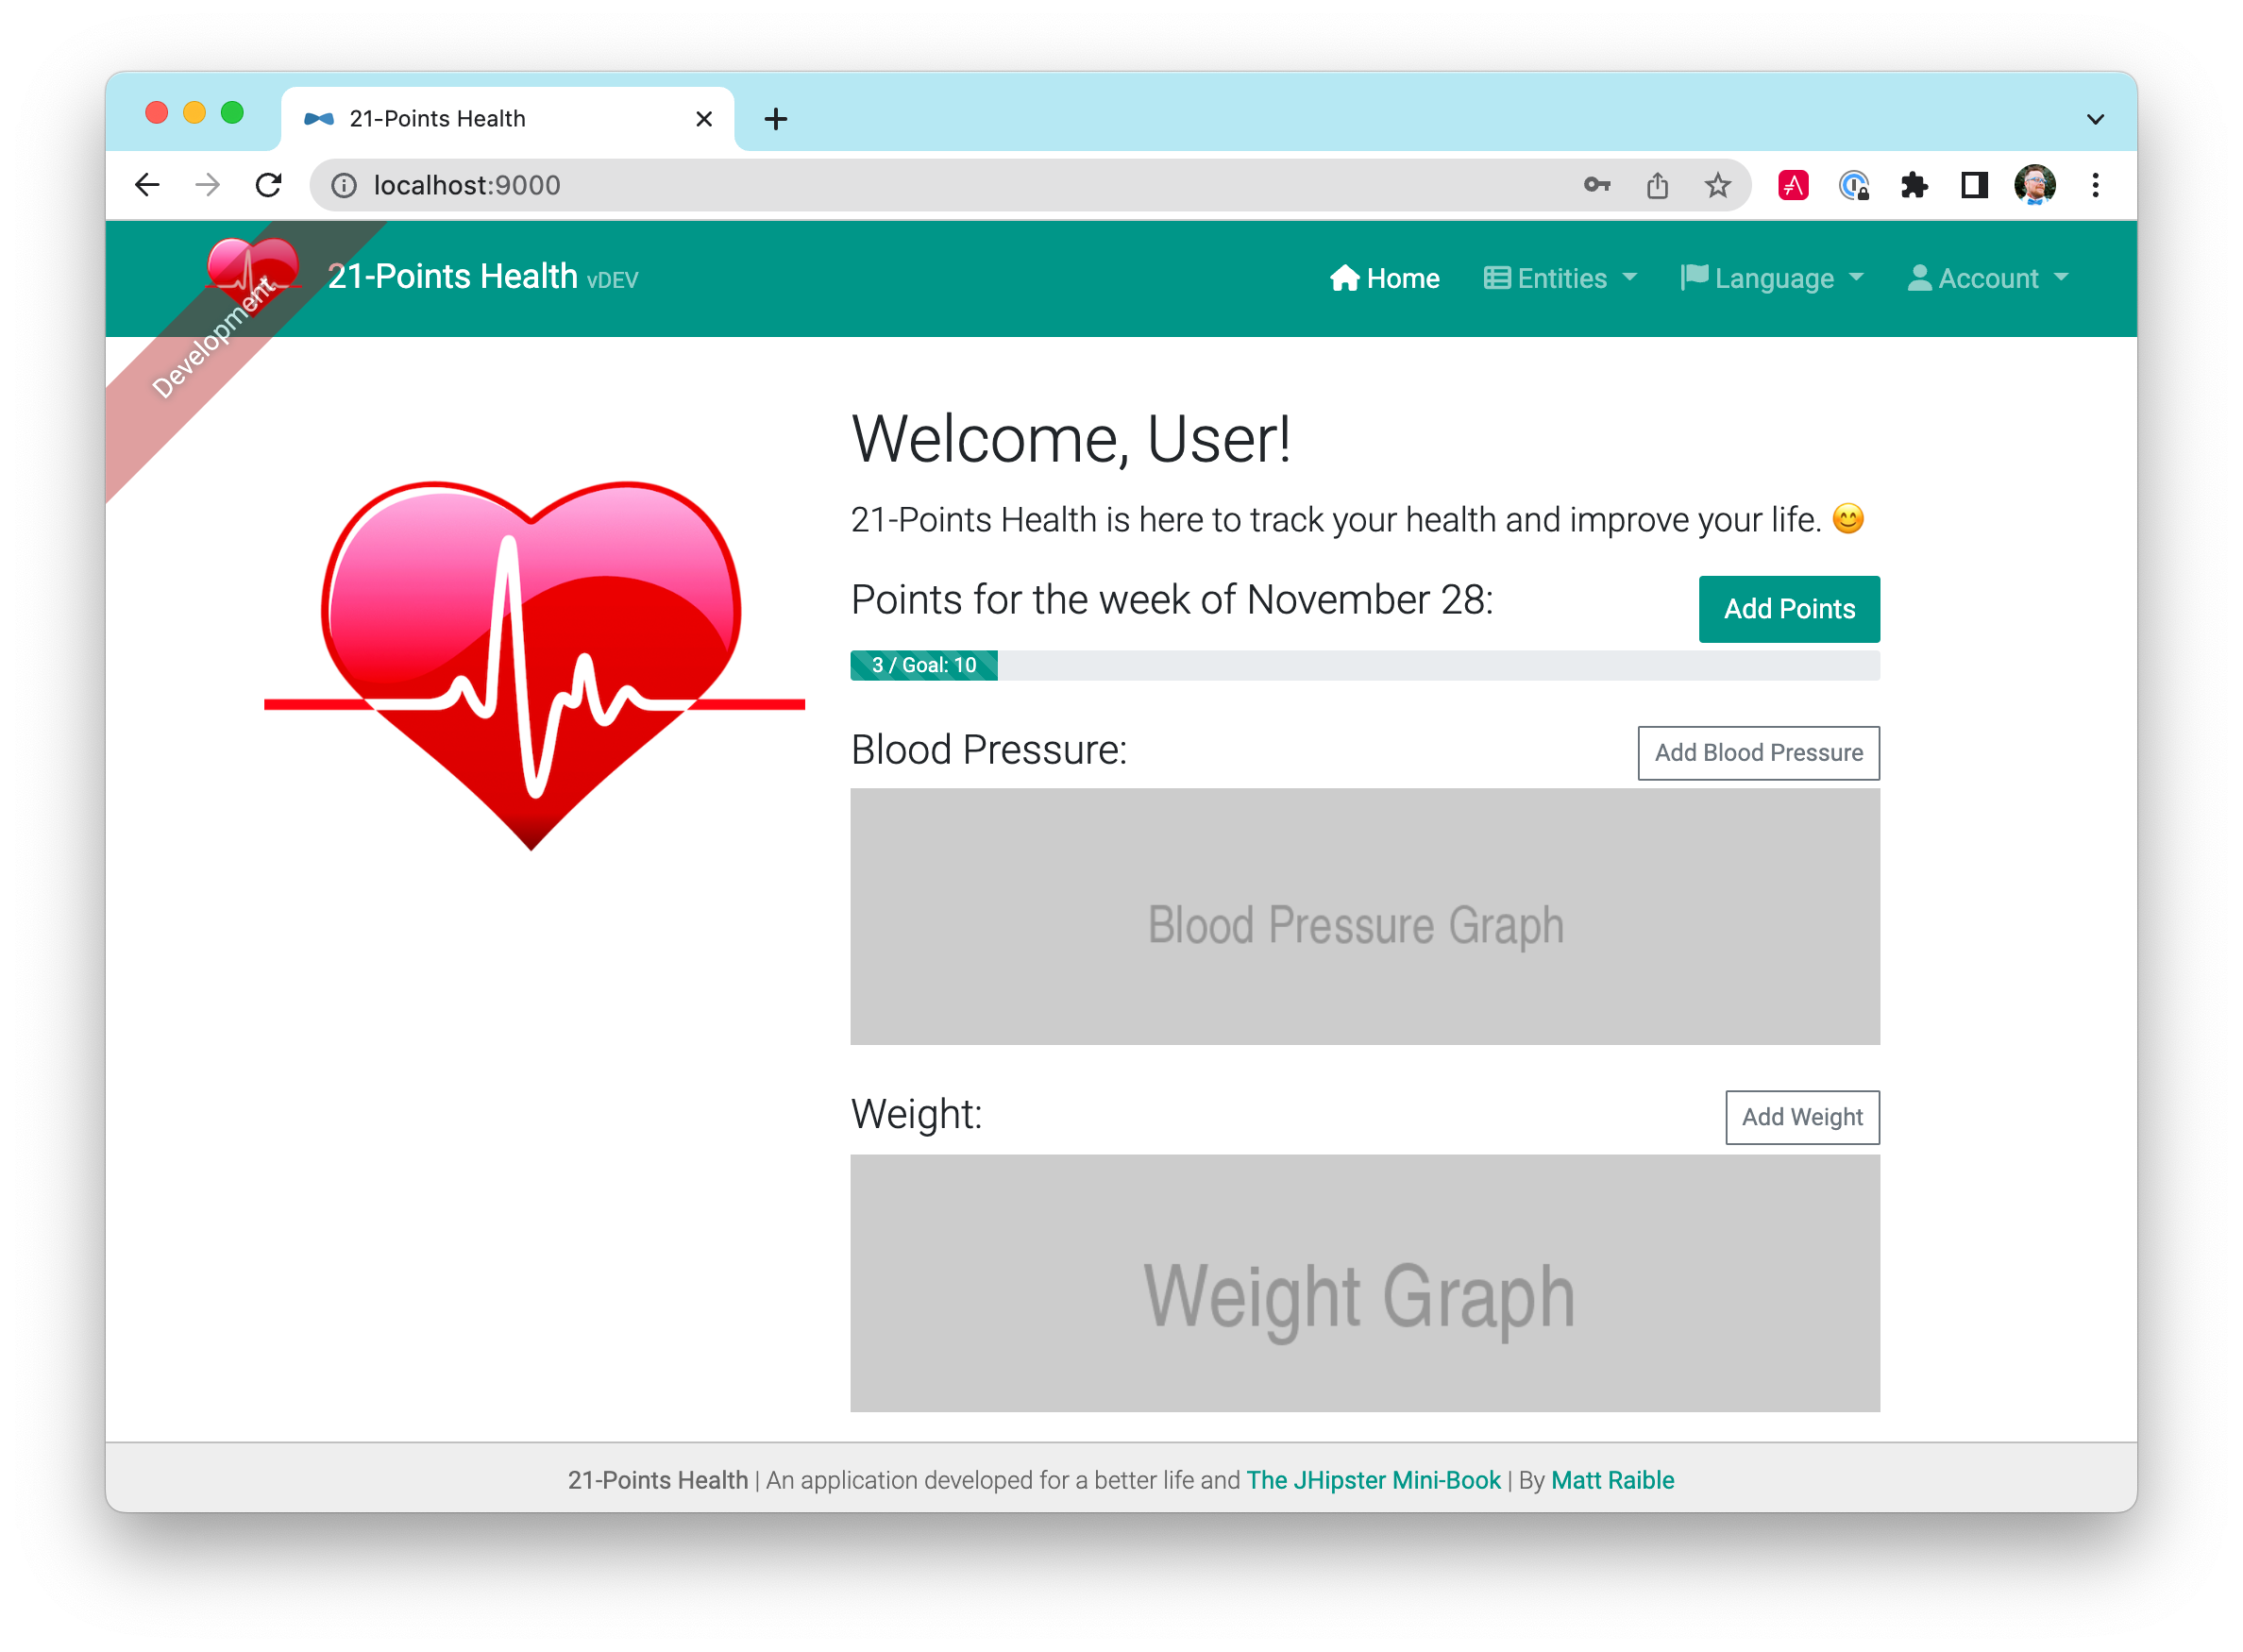 21-Points Health
localhost:9000
21-Points Health vDEV
Home
Entities
Language
Account
Development
Welcome, User!
21-Points Health is here to track your health and improve your life. 😊
Points for the week of November 28:
Add Points
3 / Goal: 10
Blood Pressure:
Add Blood Pressure
Blood Pressure Graph
Weight:
Add Weight
Weight Graph
21-Points Health | An application developed for a better life and The JHipster Mini-Book | By Matt Raible